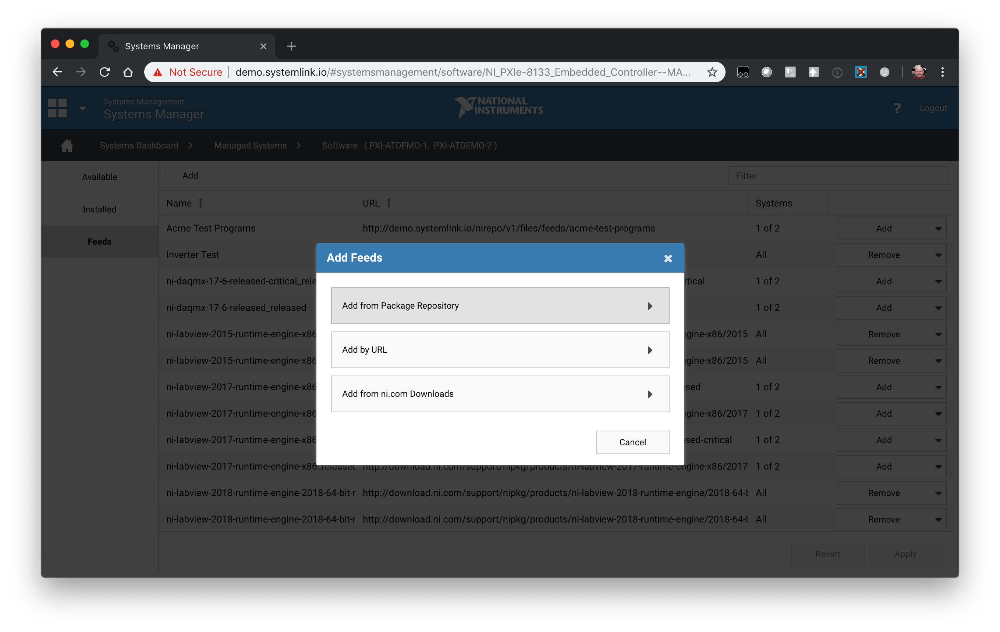 Systems Manager
Not Secure demo.systemlink.io/#systemsmanagement/software/NI_PXIe-8133_Embedded_Controller--MA...
Systems Management
Systems Manager
NATIONAL
INSTRUMENTS
? Logout
Systems Dashboard Managed Systems Software ( PXI-ATDEMO-1, PXI-ATDEMO-2 )
Available
Installed
Feeds
Add Filter
Name URL Systems
Acme Test Programs http://demo.systemlink.io/nirepo/v1/files/feeds/acme-test-programs 1 of 2 Add
Inverter Test All Remove
Add Feeds
ni-daqmx-17-6-released-critical_rele itical 1 of 2 Add
Add from Package Repository
ni-daqmx-17-6-released_released 1 of 2 Add
ni-labview-2015-runtime-engine-x86 ngine-x86/2015- All Remove
Add by URL
ni-labview-2015-runtime-engine-x86 ngine-x86/2015- All Remove
ni-labview-2017-runtime-engine-x86 sed 1 of 2 Add
Add from ni.com Downloads
ni-labview-2017-runtime-engine-x86 ngine-x86/2017- 1 of 2 Add
ni-labview-2017-runtime-engine-x86 sed-critical 1 of 2 Add
Cancel
ni-labview-2017-runtime-engine-x86_released http://download.ni.com/support/nipkg/products/ni-labview-2017-runtime-engine-x86/2017- 1 of 2 Add
ni-labview-2018-runtime-engine-2018-64-bit-r http://download.ni.com/support/nipkg/products/ni-labview-2018-runtime-engine/2018-64-b All Remove
ni-labview-2018-runtime-engine-2018-64-bit-r http://download.ni.com/support/nipkg/products/ni-labview-2018-runtime-engine/2018-64-b All Remove
Revert Apply